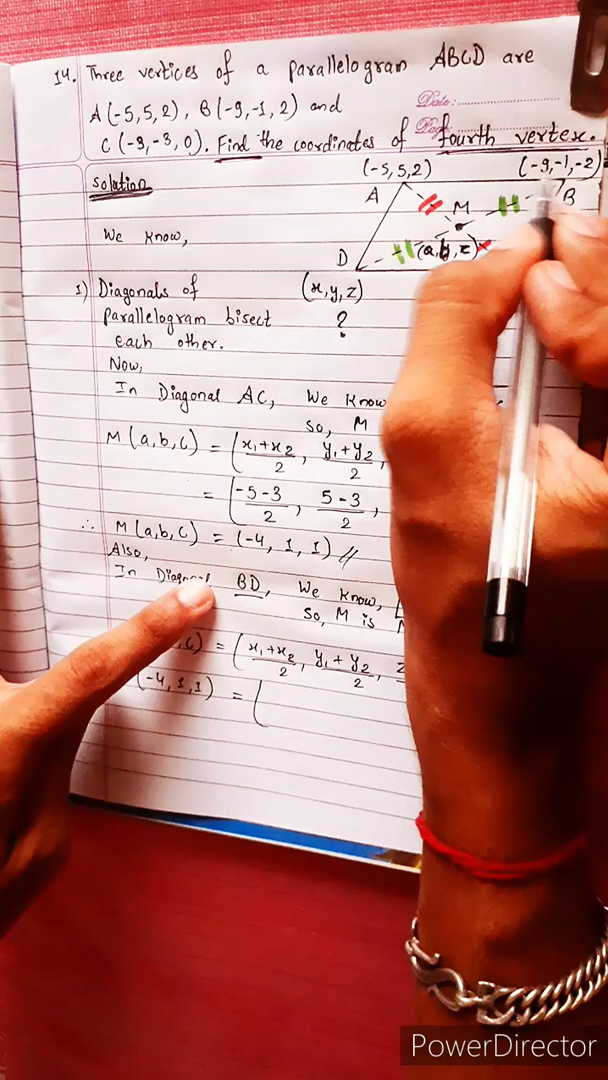 14. Three vertices of a parallelogram ABCD are
A(-5,5,2), B(-9,-1,2) and
Date:
C(-3,-3,0). Find the coordinates of fourth vertex.
Solution
(-5,5,2)
(-9,-1,-2)
A
M
B
We Know,
D
(a,b,z)
1) Diagonals of
(x,y,z)
parallelogram bisect
?
each other.
Now,
In Diagonal AC, We Know
so, M
M(a,b,c) = (x₁+x₂/2, y₁+y₂/2,
= (-5-3/2, 5-3/2,
∴ M(a,b,c) = (-4, 1, 1) //
Also,
In Diagonal BD, We Know,
So, M is
,c) = (x₁+x₂/2, y₁+y₂/2,
(-4,1,1) = (
PowerDirector